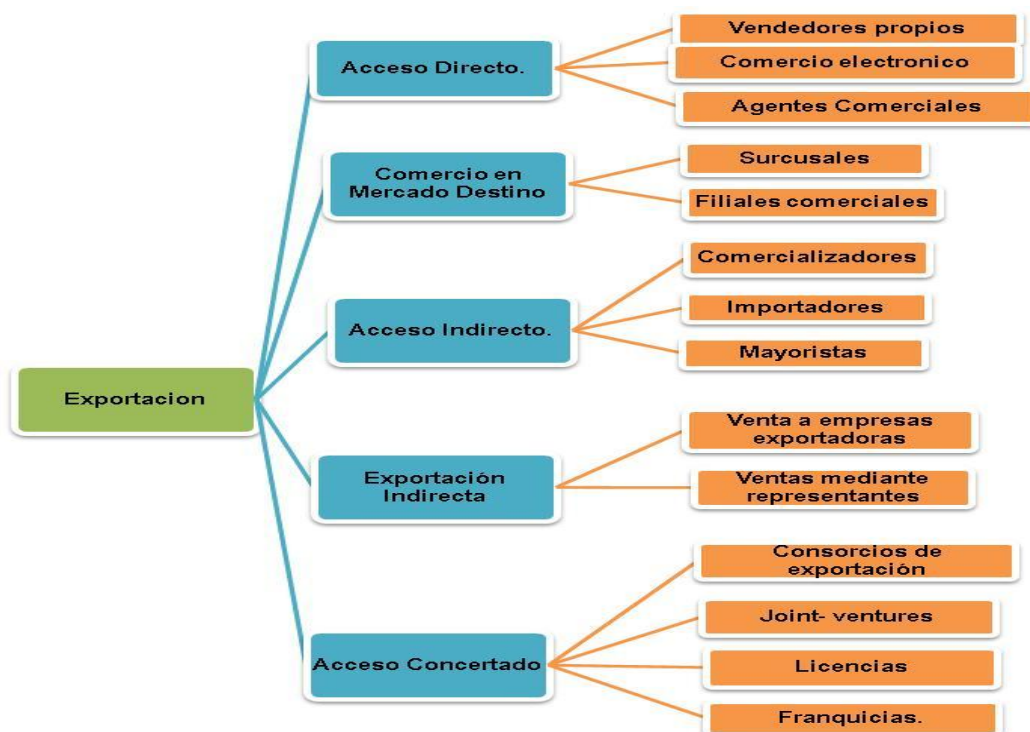 Exportacion
Acceso Directo.
Vendedores propios
Comercio electronico
Agentes Comerciales
Comercio en
Mercado Destino
Surcusales
Filiales comerciales
Acceso Indirecto.
Comercializadores
Importadores
Mayoristas
Exportación
Indirecta
Venta a empresas
exportadoras
Ventas mediante
representantes
Acceso Concertado
Consorcios de
exportación
Joint- ventures
Licencias
Franquicias.